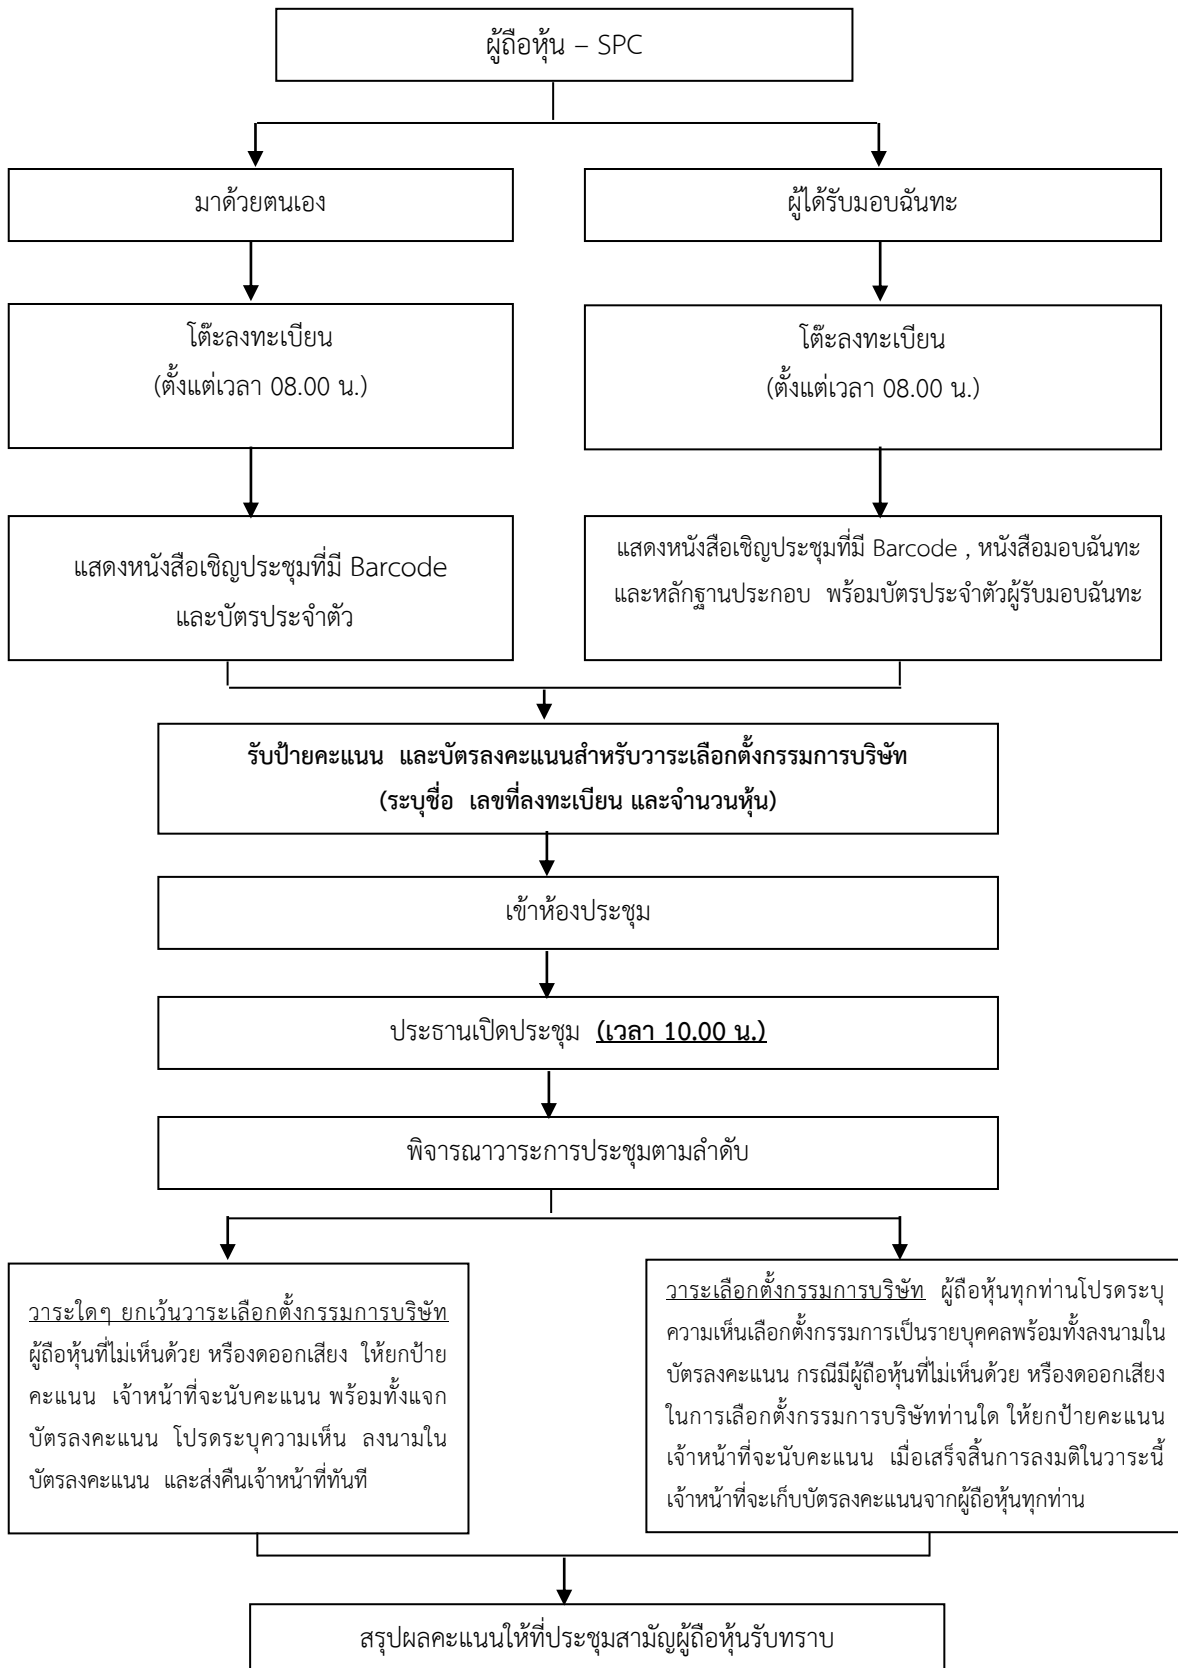 ผู้ถือหุ้น – SPC
มาด้วยตนเอง
ผู้ได้รับมอบฉันทะ
โต๊ะลงทะเบียน
(ตั้งแต่เวลา 08.00 น.)
โต๊ะลงทะเบียน
(ตั้งแต่เวลา 08.00 น.)
แสดงหนังสือเชิญประชุมที่มี Barcode
และบัตรประจำตัว
แสดงหนังสือเชิญประชุมที่มี Barcode , หนังสือมอบฉันทะ
และหลักฐานประกอบ พร้อมบัตรประจำตัวผู้รับมอบฉันทะ
รับป้ายคะแนน และบัตรลงคะแนนสำหรับวาระเลือกตั้งกรรมการบริษัท
(ระบุชื่อ เลขที่ลงทะเบียน และจำนวนหุ้น)
เข้าห้องประชุม
ประธานเปิดประชุม (เวลา 10.00 น.)
พิจารณาวาระการประชุมตามลำดับ
วาระใดๆ ยกเว้นวาระเลือกตั้งกรรมการบริษัท
ผู้ถือหุ้นที่ไม่เห็นด้วย หรืองดออกเสียง ให้ยกป้าย
คะแนน เจ้าหน้าที่จะนับคะแนน พร้อมทั้งแจก
บัตรลงคะแนน โปรดระบุความเห็น ลงนามใน
บัตรลงคะแนน และส่งคืนเจ้าหน้าที่ทันที
วาระเลือกตั้งกรรมการบริษัท ผู้ถือหุ้นทุกท่านโปรดระบุ
ความเห็นเลือกตั้งกรรมการเป็นรายบุคคลพร้อมทั้งลงนามใน
บัตรลงคะแนน กรณีมีผู้ถือหุ้นที่ไม่เห็นด้วย หรืองดออกเสียง
ในการเลือกตั้งกรรมการบริษัทท่านใด ให้ยกป้ายคะแนน
เจ้าหน้าที่จะนับคะแนน เมื่อเสร็จสิ้นการลงมติในวาระนี้
เจ้าหน้าที่จะเก็บบัตรลงคะแนนจากผู้ถือหุ้นทุกท่าน
สรุปผลคะแนนให้ที่ประชุมสามัญผู้ถือหุ้นรับทราบ